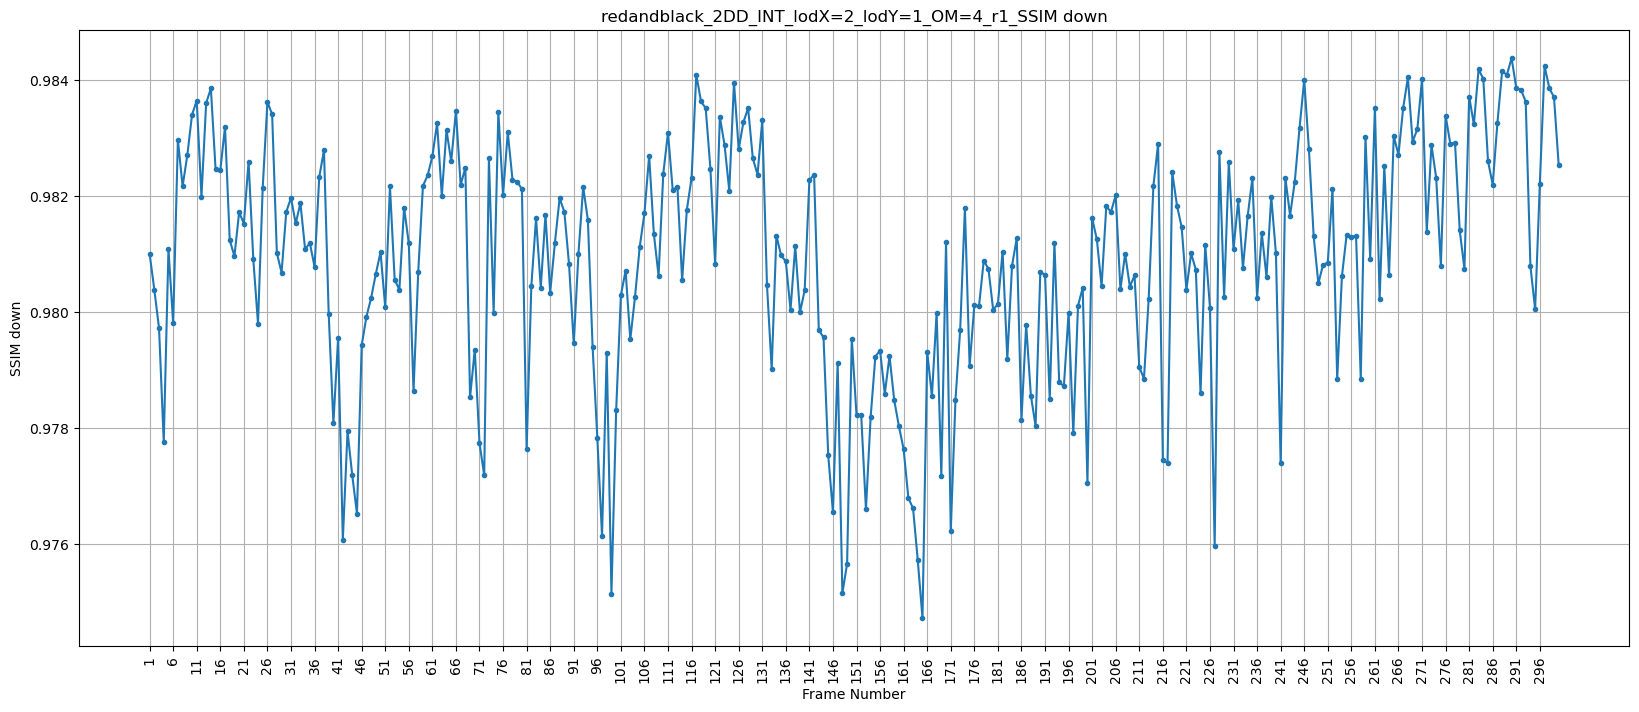 redandblack_2DD_INT_lodX=2_lodY=1_OM=4_r1_SSIM down
SSIM down
0.984
0.982
0.980
0.978
0.976
1 6 11 16 21 26 31 36 41 46 51 56 61 66 71 76 81 86 91 96 101 106 111 116 121 126 131 136 141 146 151 156 161 166 171 176 181 186 191 196 201 206 211 216 221 226 231 236 241 246 251 256 261 266 271 276 281 286 291 296
Frame Number